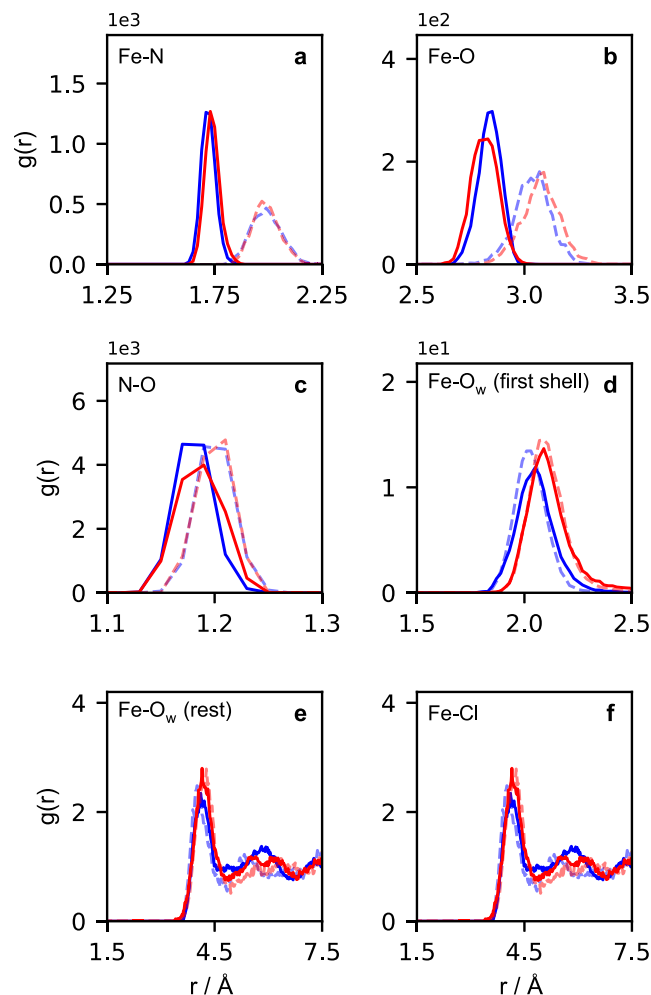 1e3
Fe-N
a
g(r)
1.5
1.0
0.5
0.0
1.25
1.75
2.25
1e2
Fe-O
b
4
2
0
2.5
3.0
3.5
1e3
N-O
c
g(r)
6
4
2
0
1.1
1.2
1.3
1e1
Fe-Ow (first shell)
d
2
1
0
1.5
2.0
2.5
Fe-Ow (rest)
e
g(r)
4
2
0
1.5
4.5
7.5
r / Å
Fe-Cl
f
4
2
0
1.5
4.5
7.5
r / Å